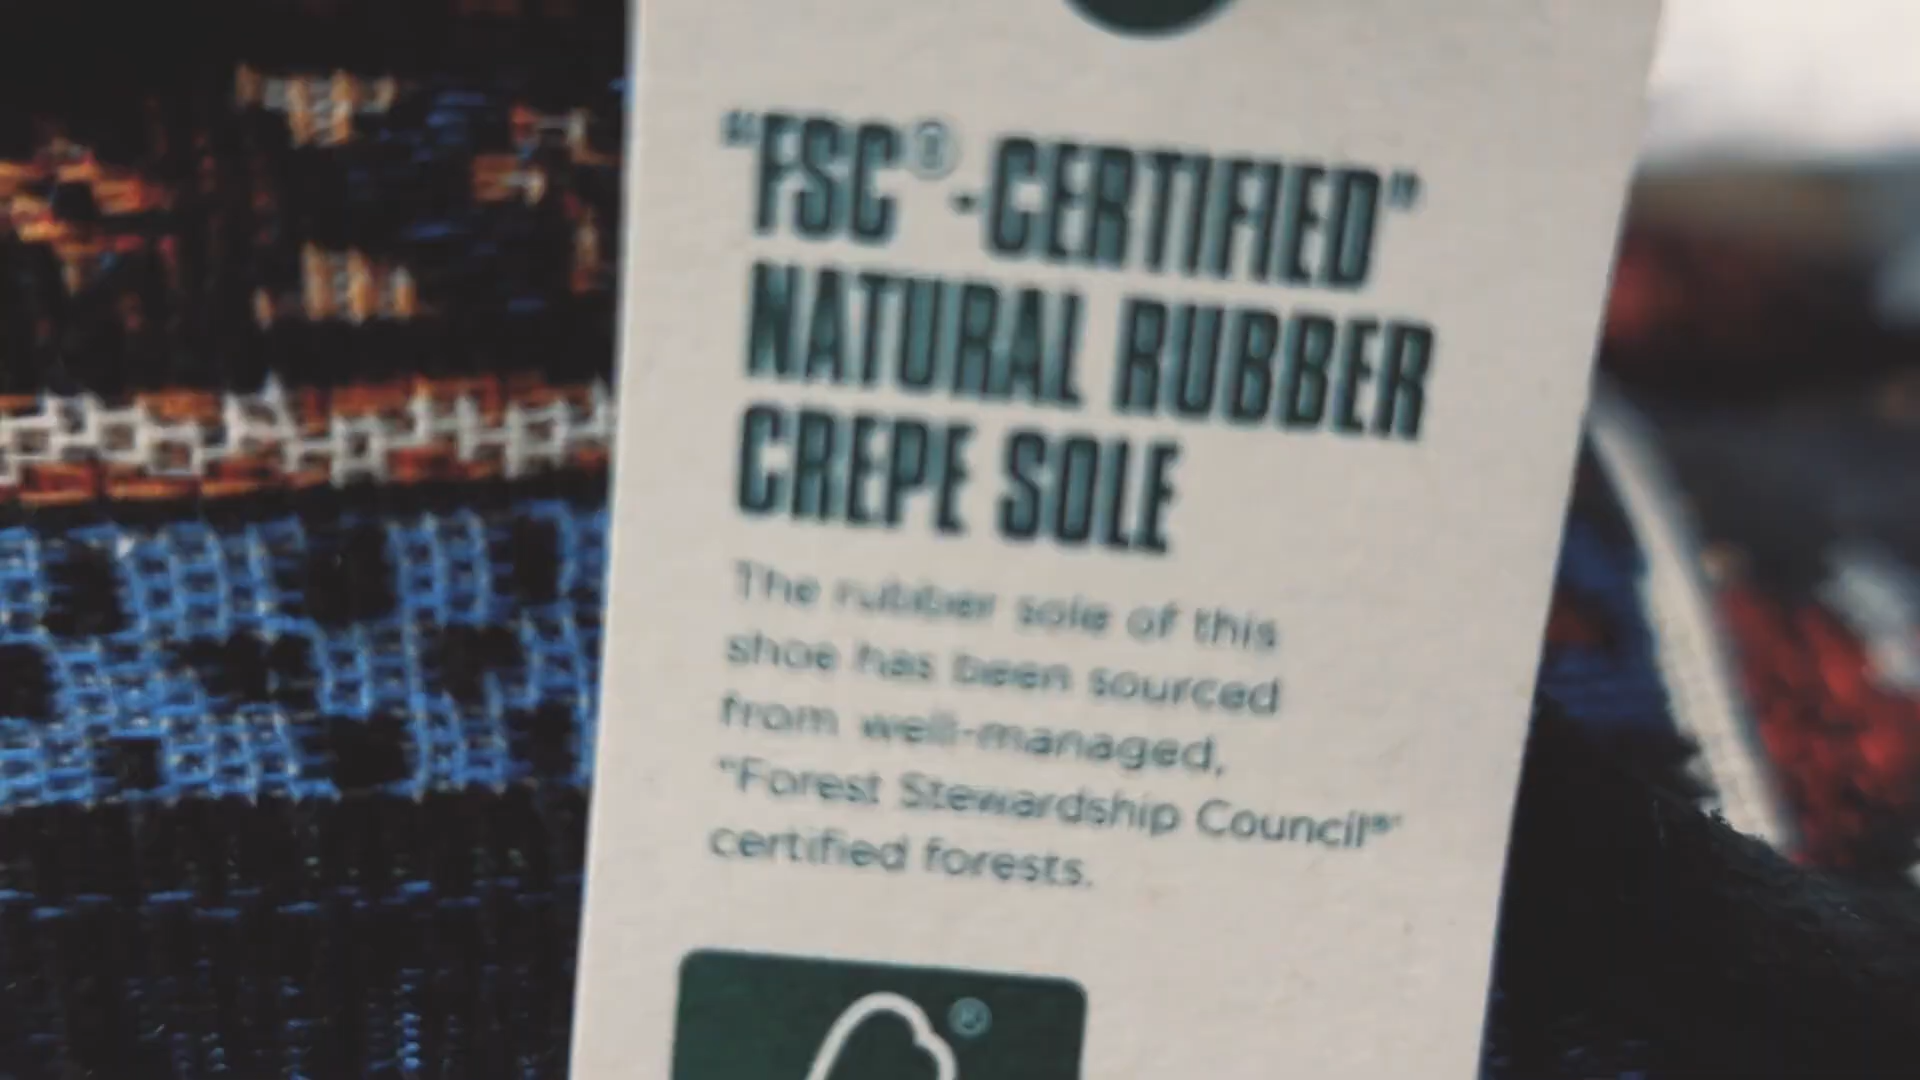 "FSC®-CERTIFIED"
NATURAL RUBBER
CREPE SOLE
The rubber sole of this
shoe has been sourced
from well-managed,
"Forest Stewardship Council®"
certified forests.
®